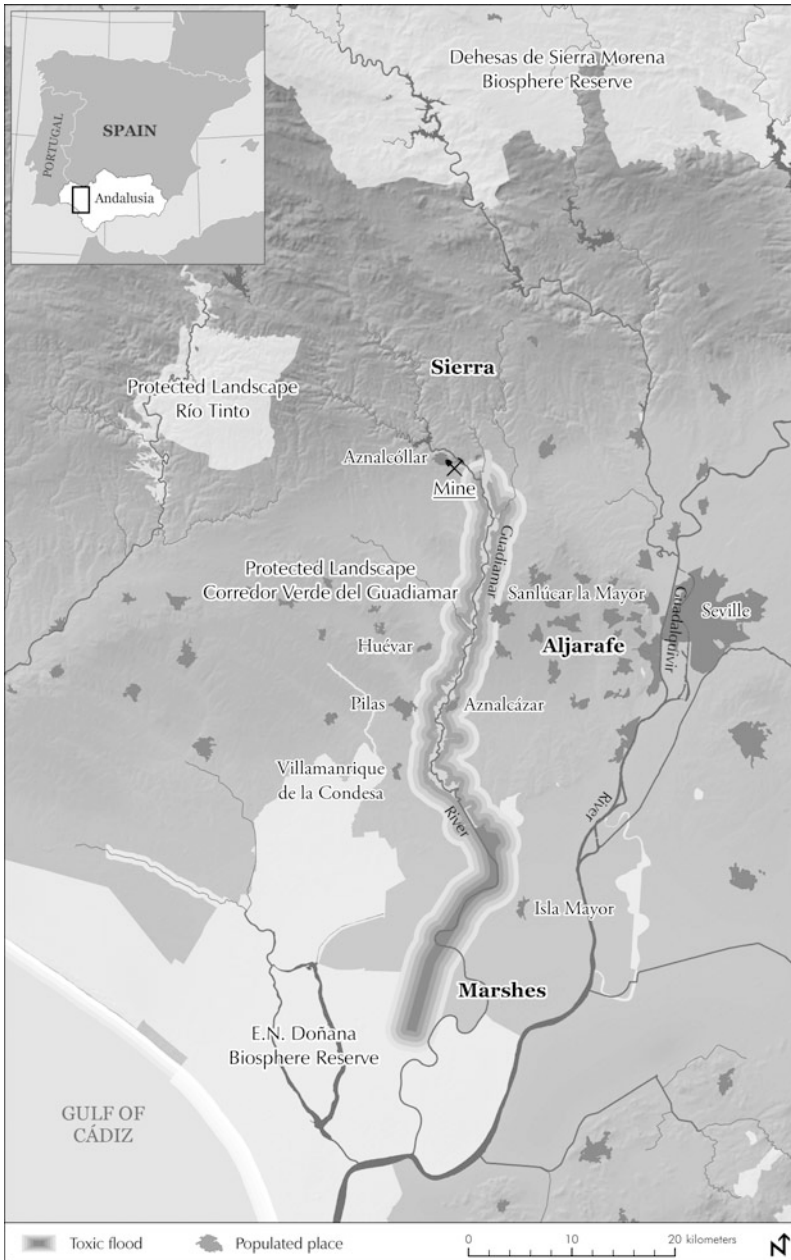 Dehesas de Sierra Morena
Biosphere Reserve
PORTUGAL
SPAIN
Andalusia
Protected Landscape
Río Tinto
Sierra
Aznalcóllar
Mine
Guadiamar
Protected Landscape
Corredor Verde del Guadiamar
Sanlúcar la Mayor
Seville
Guadalquivir
Huévar
Aljarafe
Pilas
Aznalcázar
Villamanrique
de la Condesa
River
River
Isla Mayor
Marshes
E.N. Doñana
Biosphere Reserve
GULF OF
CÁDIZ
Toxic flood
Populated place
0 10 20 kilometers
N